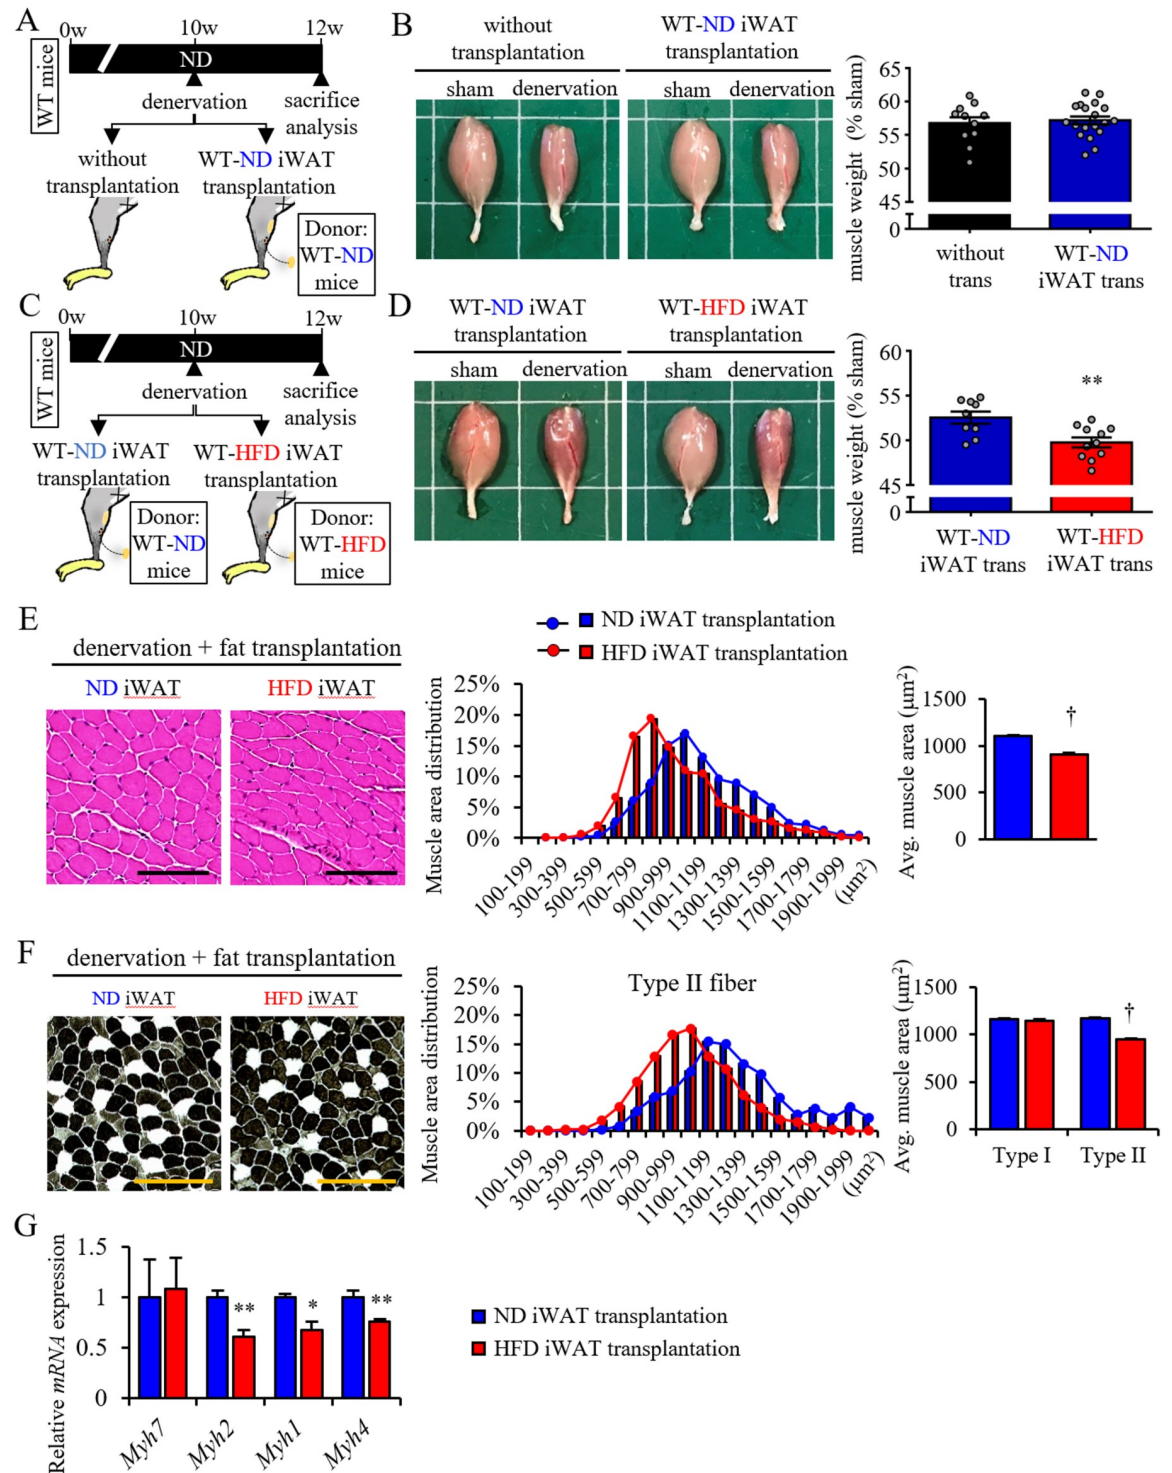 A
0w
10w
12w
WT mice
ND
denervation
sacrifice
analysis
without
transplantation
WT-ND iWAT
transplantation
Donor:
WT-ND
mice
B
without
transplantation
WT-ND iWAT
transplantation
sham
denervation
sham
denervation
muscle weight (% sham)
65
60
55
50
45
0
without
trans
WT-ND
iWAT trans
C
0w
10w
12w
WT mice
ND
denervation
sacrifice
analysis
WT-ND iWAT
transplantation
WT-HFD iWAT
transplantation
Donor:
WT-ND
mice
Donor:
WT-HFD
mice
D
WT-ND iWAT
transplantation
WT-HFD iWAT
transplantation
sham
denervation
sham
denervation
muscle weight (% sham)
60
55
50
45
0
**
WT-ND
iWAT trans
WT-HFD
iWAT trans
E
denervation + fat transplantation
ND iWAT
HFD iWAT
ND iWAT transplantation
HFD iWAT transplantation
Muscle area distribution
25%
20%
15%
10%
5%
0%
100-199
300-399
500-599
700-799
900-999
1100-1199
1300-1399
1500-1599
1700-1799
1900-1999
(μm²)
Avg. muscle area (μm²)
1500
1000
500
0
†
F
denervation + fat transplantation
ND iWAT
HFD iWAT
Type II fiber
Muscle area distribution
25%
20%
15%
10%
5%
0%
100-199
300-399
500-599
700-799
900-999
1100-1199
1300-1399
1500-1599
1700-1799
1900-1999
(μm²)
Avg. muscle area (μm²)
1500
1000
500
0
†
Type I
Type II
G
Relative mRNA expression
1.5
1
0.5
0
**
*
**
Myh7
Myh2
Myh1
Myh4
ND iWAT transplantation
HFD iWAT transplantation